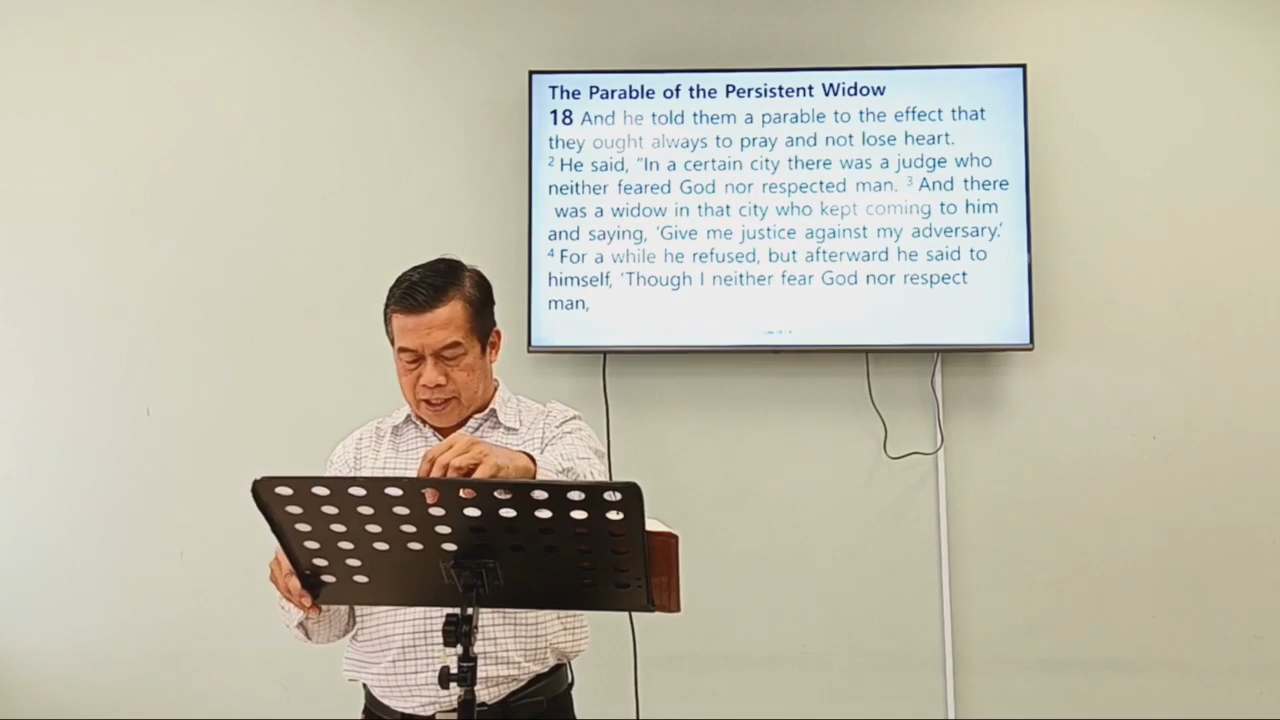 The Parable of the Persistent Widow
18 And he told them a parable to the effect that
they ought always to pray and not lose heart.
2 He said, “In a certain city there was a judge who
neither feared God nor respected man. 3 And there
was a widow in that city who kept coming to him
and saying, ‘Give me justice against my adversary.’
4 For a while he refused, but afterward he said to
himself, ‘Though I neither fear God nor respect
man,